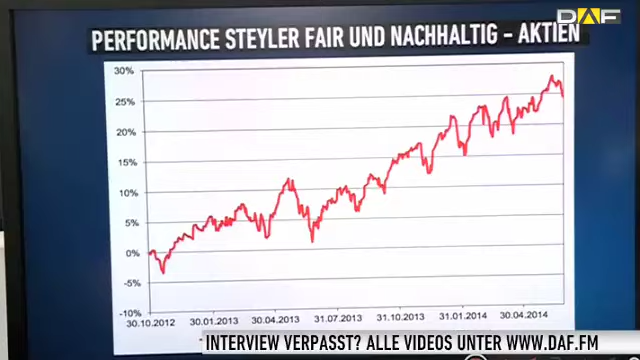 DAF
PERFORMANCE STEYLER FAIR UND NACHHALTIG – AKTIEN
30%
25%
20%
15%
10%
5%
0%
-5%
-10%
30.10.2012 30.01.2013 30.04.2013 31.07.2013 31.10.2013 31.01.2014 30.04.2014
INTERVIEW VERPASST? ALLE VIDEOS UNTER WWW.DAF.FM